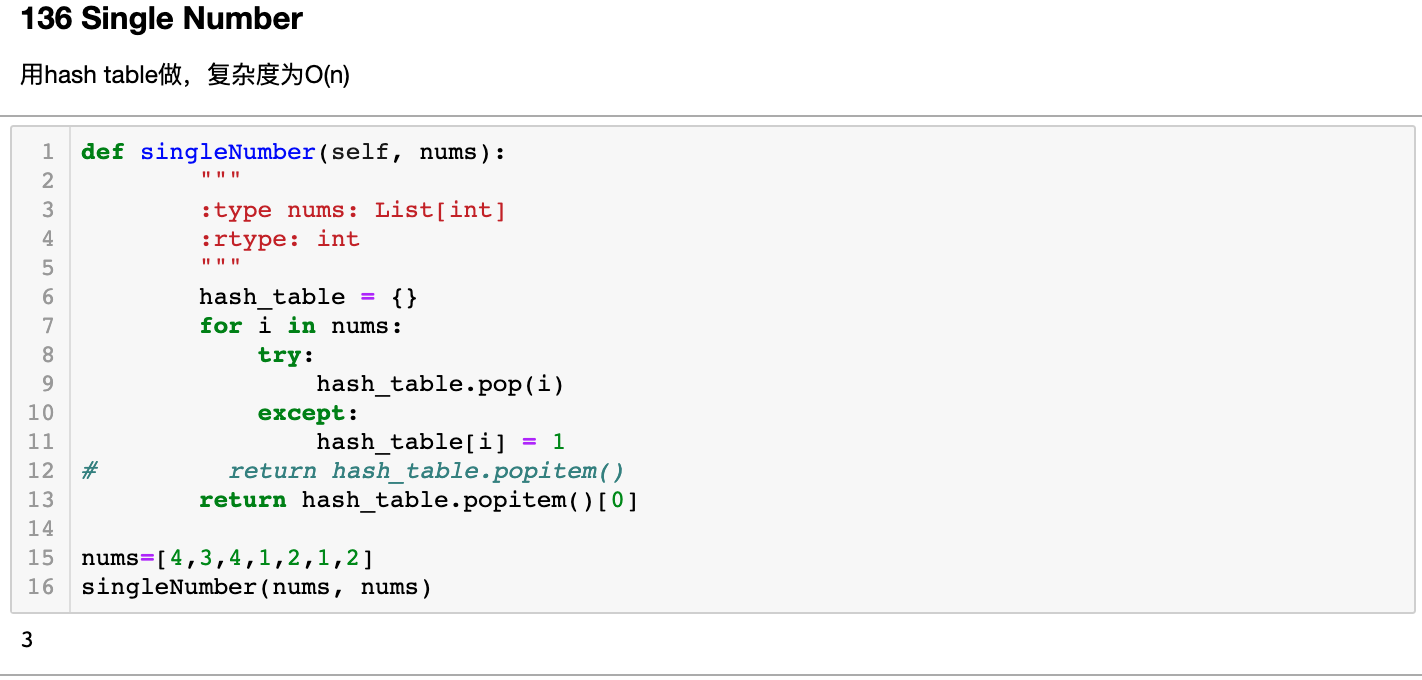 136 Single Number
用hash table做，复杂度为O(n)
1 def singleNumber(self, nums):
2         """
3         :type nums: List[int]
4         :rtype: int
5         """
6         hash_table = {}
7         for i in nums:
8             try:
9                 hash_table.pop(i)
10             except:
11                 hash_table[i] = 1
12 #         return hash_table.popitem()
13         return hash_table.popitem()[0]
14
15 nums=[4,3,4,1,2,1,2]
16 singleNumber(nums, nums)
3